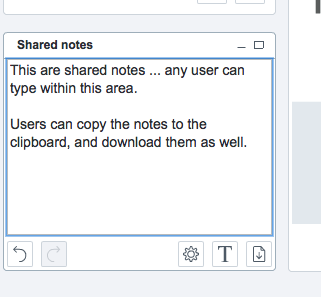 Shared notes
This are shared notes ... any user can
type within this area.
Users can copy the notes to the
clipboard, and download them as well.
T